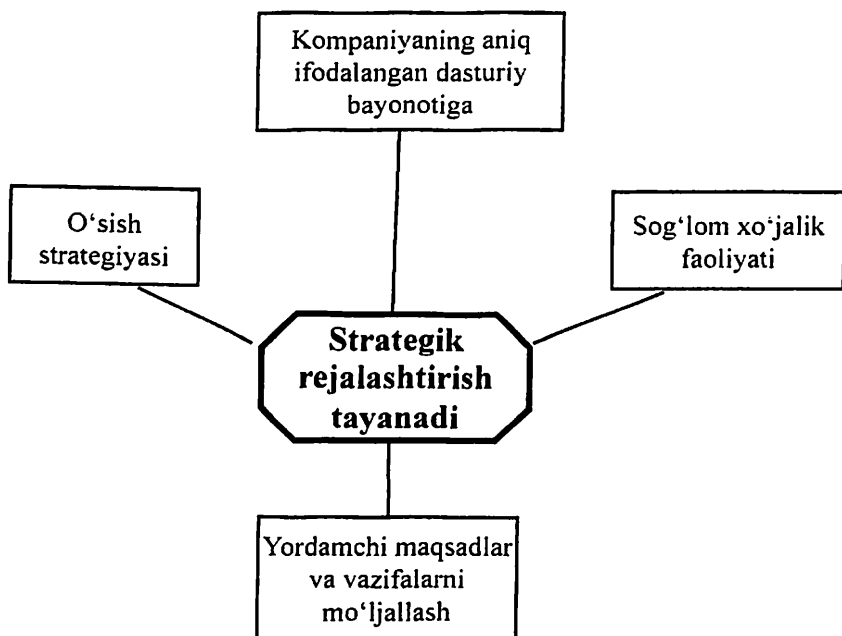 Kompaniyaning aniq
ifodalangan dasturiy
bayonotiga
O‘sish
strategiyasi
Sog‘lom xo‘jalik
faoliyati
Strategik
rejalashtirish
tayanadi
Yordamchi maqsadlar
va vazifalarni
mo‘ljallash